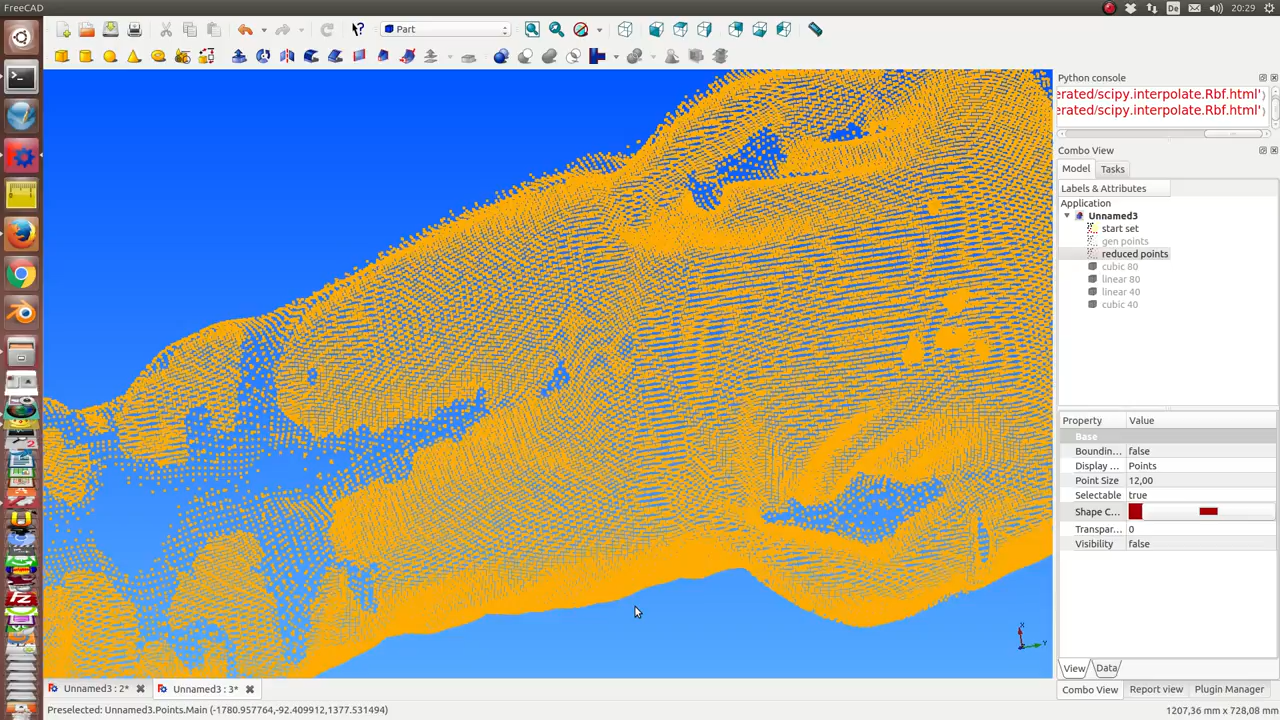 FreeCAD
De
20:29
Part
Python console
erated/scipy.interpolate.Rbf.html')
erated/scipy.interpolate.Rbf.html')
Combo View
Model
Tasks
Labels & Attributes
Application
Unnamed3
start set
gen points
reduced points
cubic 80
linear 80
linear 40
cubic 40
Property Value
Base
Boundin... false
Display ... Points
Point Size 12,00
Selectable true
Shape C...
Transpar... 0
Visibility false
X
Y
View
Data
Unnamed3 : 2*
Unnamed3 : 3*
Combo View
Report view
Plugin Manager
Preselected: Unnamed3.Points.Main (-1780.957764,-92.409912,1377.531494)
1207,36 mm x 728,08 mm